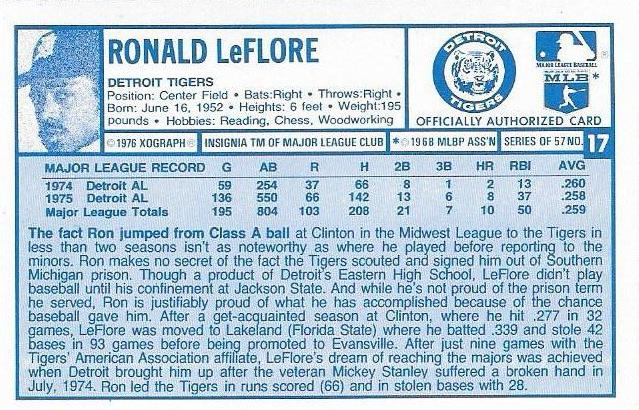 RONALD LeFLORE
DETROIT TIGERS
Position: Center Field • Bats:Right • Throws:Right •
Born: June 16, 1952 • Heights: 6 feet • Weight:195
pounds • Hobbies: Reading, Chess, Woodworking
DETROIT
TIGERS
MAJOR LEAGUE BASEBALL
MLB *
OFFICIALLY AUTHORIZED CARD
©1976 XOGRAPH® INSIGNIA TM OF MAJOR LEAGUE CLUB *©1968 MLBP ASS'N SERIES OF 57 NO. 17
MAJOR LEAGUE RECORD G AB R H 2B 3B HR RBI AVG
1974 Detroit AL 59 254 37 66 8 1 2 13 .260
1975 Detroit AL 136 550 66 142 13 6 8 37 .258
Major League Totals 195 804 103 208 21 7 10 50 .259
The fact Ron jumped from Class A ball at Clinton in the Midwest League to the Tigers in
less than two seasons isn't as noteworthy as where he played before reporting to the
minors. Ron makes no secret of the fact the Tigers scouted and signed him out of Southern
Michigan prison. Though a product of Detroit's Eastern High School, LeFlore didn't play
baseball until his confinement at Jackson State. And while he's not proud of the prison term
he served, Ron is justifiably proud of what he has accomplished because of the chance
baseball gave him. After a get-acquainted season at Clinton, where he hit .277 in 32
games, LeFlore was moved to Lakeland (Florida State) where he batted .339 and stole 42
bases in 93 games before being promoted to Evansville. After just nine games with the
Tigers' American Association affiliate, LeFlore's dream of reaching the majors was achieved
when Detroit brought him up after the veteran Mickey Stanley suffered a broken hand in
July, 1974. Ron led the Tigers in runs scored (66) and in stolen bases with 28.